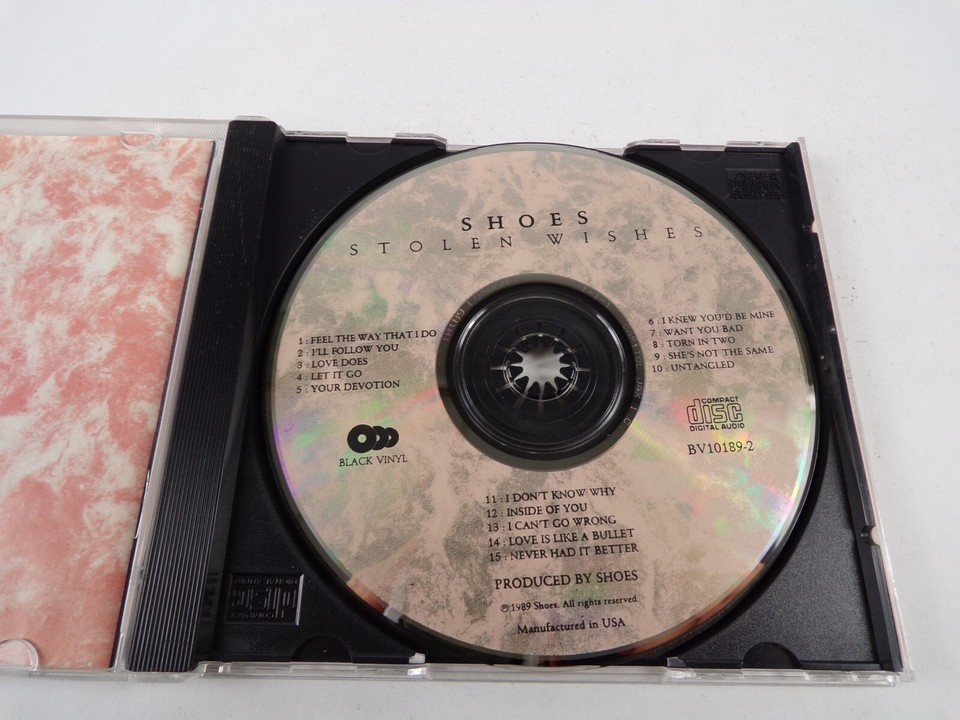 SHOES
STOLEN WISHES
1 : FEEL THE WAY THAT I DO
2 : I'LL FOLLOW YOU
3 : LOVE DOES
4 : LET IT GO
5 : YOUR DEVOTION
6 : I KNEW YOU'D BE MINE
7 : WANT YOU BAD
8 : TORN IN TWO
9 : SHE'S NOT THE SAME
10 : UNTANGLED
BLACK VINYL
COMPACT
disc
DIGITAL AUDIO
BV10189-2
11 : I DON'T KNOW WHY
12 : INSIDE OF YOU
13 : I CAN'T GO WRONG
14 : LOVE IS LIKE A BULLET
15 : NEVER HAD IT BETTER
PRODUCED BY SHOES
℗ 1989 Shoes. All rights reserved
Manufactured in USA